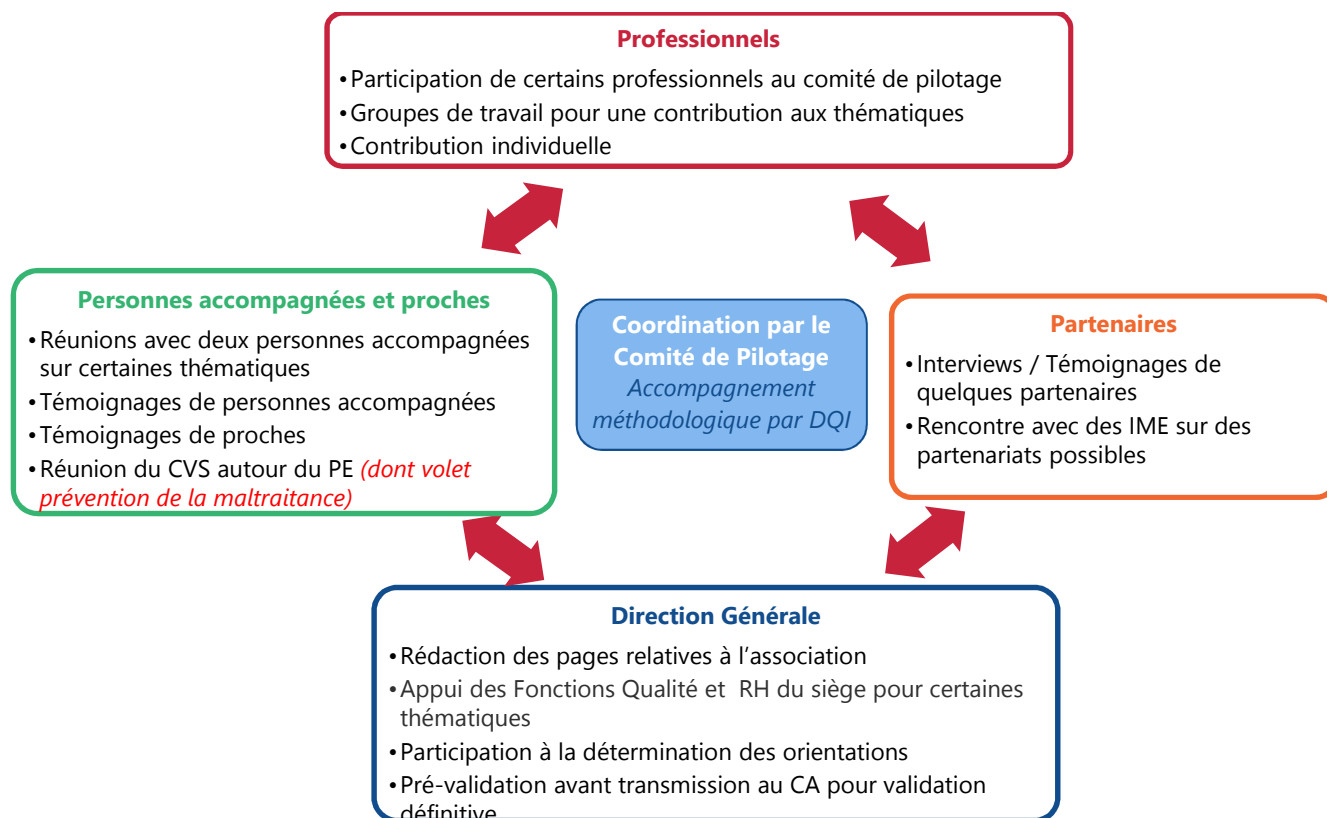 Professionnels
•Participation de certains professionnels au comité de pilotage
•Groupes de travail pour une contribution aux thématiques
•Contribution individuelle
Personnes accompagnées et proches
•Réunions avec deux personnes accompagnées
sur certaines thématiques
•Témoignages de personnes accompagnées
•Témoignages de proches
•Réunion du CVS autour du PE (dont volet
prévention de la maltraitance)
Coordination par le
Comité de Pilotage
Accompagnement
méthodologique par DQI
Partenaires
•Interviews / Témoignages de
quelques partenaires
•Rencontre avec des IME sur des
partenariats possibles
Direction Générale
•Rédaction des pages relatives à l’association
•Appui des Fonctions Qualité et  RH du siège pour certaines
thématiques
•Participation à la détermination des orientations
•Pré-validation avant transmission au CA pour validation
définitive